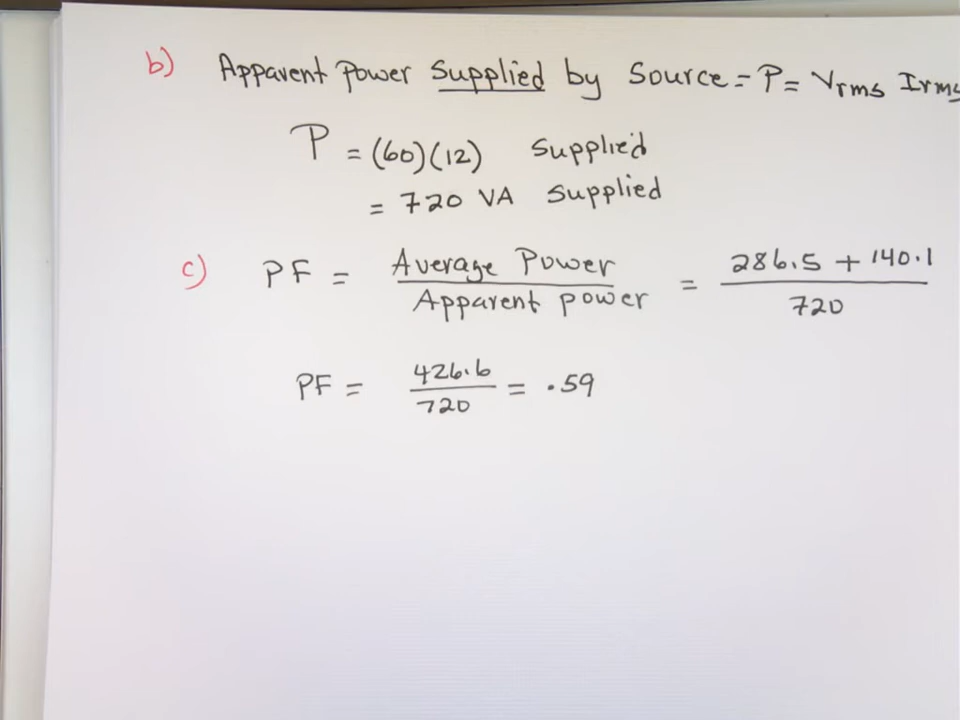 b) Apparent Power Supplied by Source = P = Vrms Irms
P = (60)(12) Supplied
= 720 VA Supplied
c) PF = Average Power / Apparent power = 286.5 + 140.1 / 720
PF = 426.6 / 720 = .59